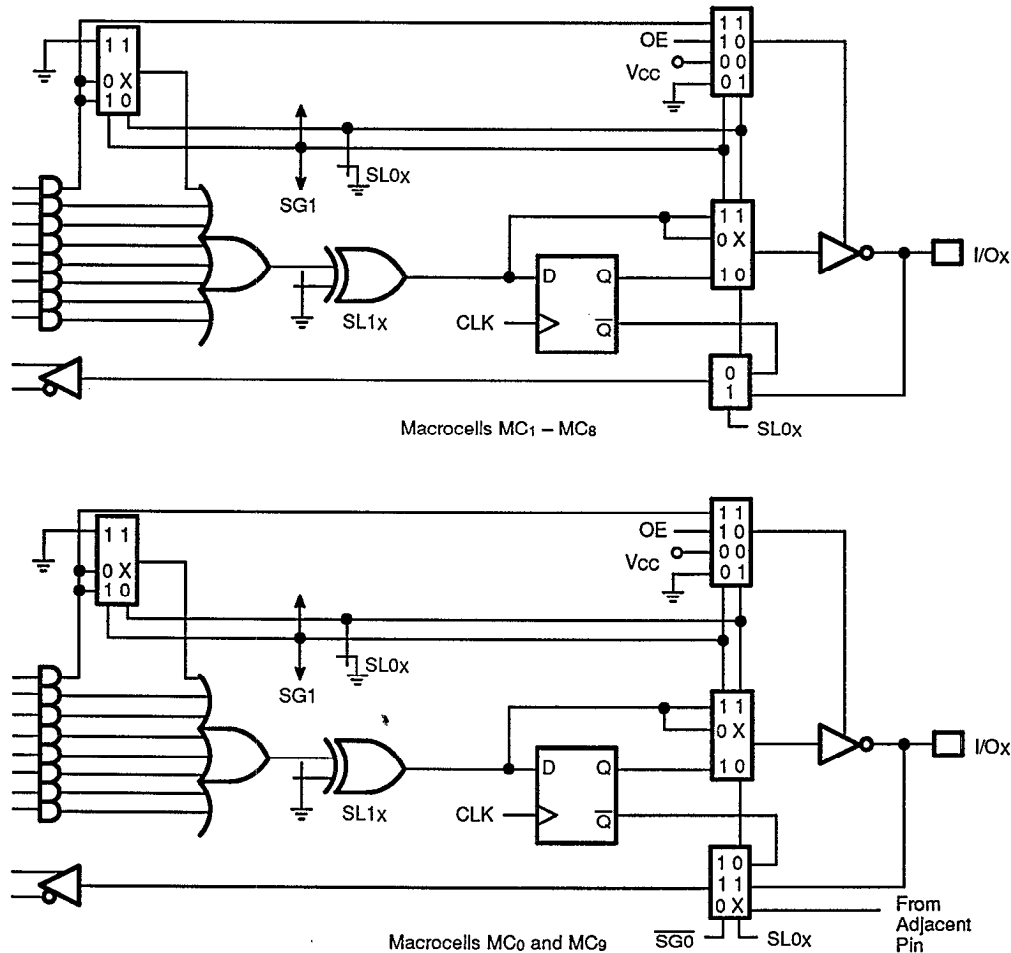 1 1
OE
1 0
Vcc
0 0
0 1
1 1
0 X
1 0
SL0x
SG1
1 1
0 X
1 0
I/Ox
D Q
CLK
Q
SL1x
0
1
SL0x
Macrocells MC1 – MC8
1 1
OE
1 0
Vcc
0 0
0 1
1 1
0 X
1 0
SL0x
SG1
1 1
0 X
1 0
I/Ox
D Q
CLK
Q
SL1x
1 0
1 1
0 X
From
Adjacent
Pin
SG0
SL0x
Macrocells MC0 and MC9